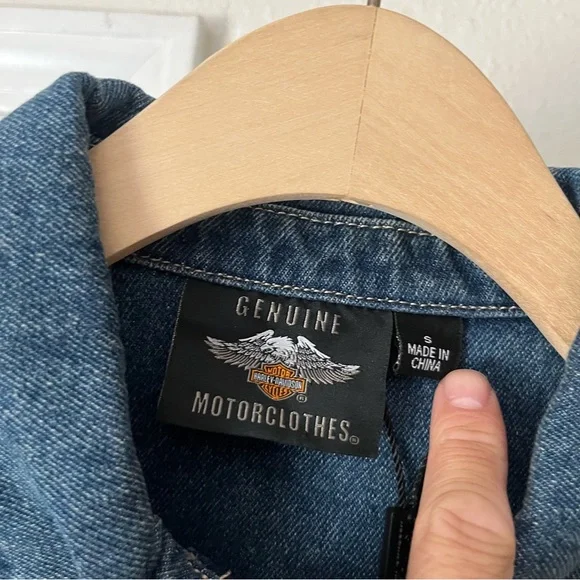 GENUINE
MOTOR
HARLEY-DAVIDSON
CYCLES
®
MOTORCLOTHES®
S
MADE IN
CHINA